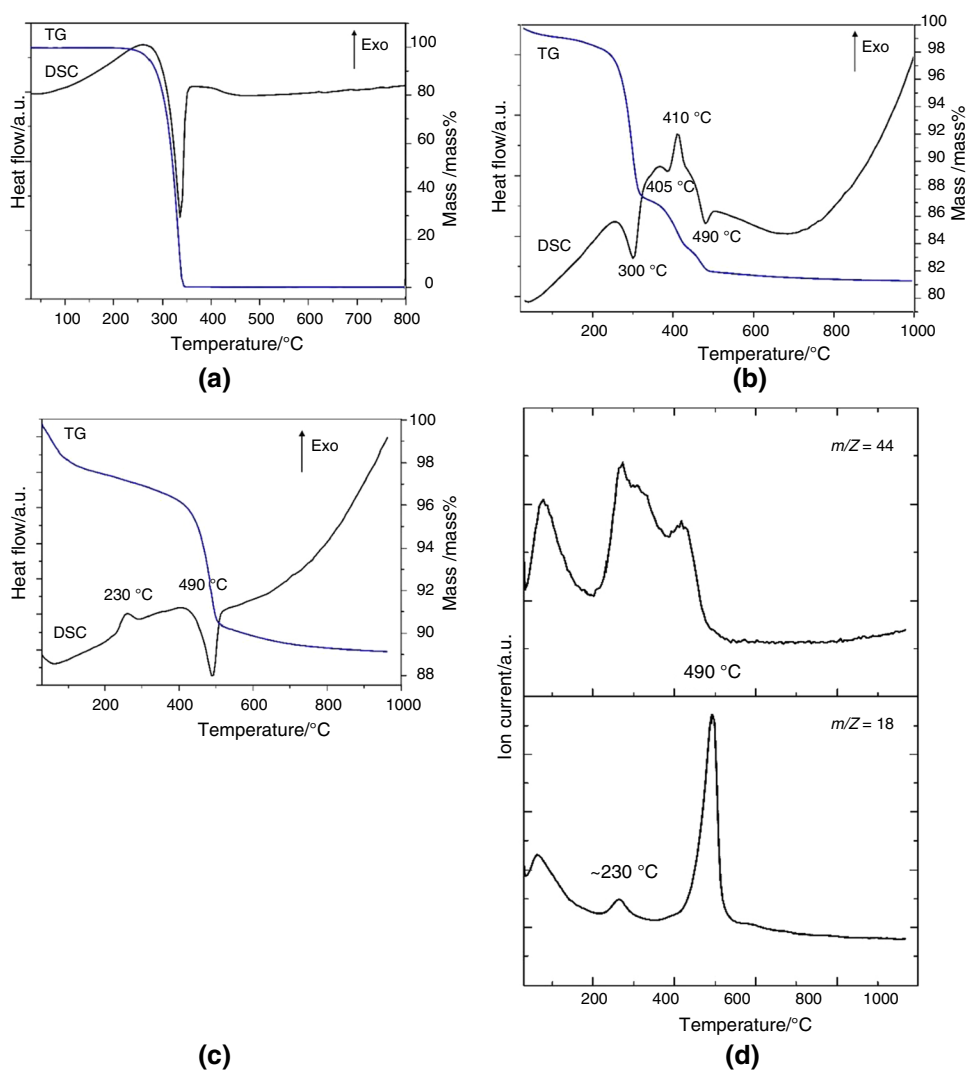 TG
DSC
Exo
Heat flow/a.u.
Mass /mass%
100
80
60
40
20
0
100 200 300 400 500 600 700 800
Temperature/°C
(a)
TG
DSC
Exo
410 °C
405 °C
490 °C
300 °C
Heat flow/a.u.
Mass /mass%
100
98
96
94
92
90
88
86
84
82
80
200 400 600 800 1000
Temperature/°C
(b)
TG
DSC
Exo
230 °C
490 °C
Heat flow/a.u.
Mass /mass%
100
98
96
94
92
90
88
200 400 600 800 1000
Temperature/°C
(c)
m/Z = 44
490 °C
m/Z = 18
~230 °C
Ion current/a.u.
200 400 600 800 1000
Temperature/°C
(d)